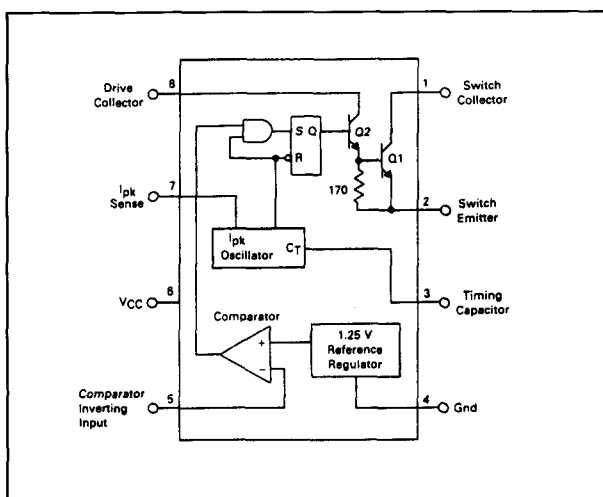 Drive
Collector
8
1
Switch
Collector
S Q
R
Q2
Q1
170
Ipk
Sense
7
2
Switch
Emitter
Ipk
Oscillator
CT
VCC
6
3
Timing
Capacitor
Comparator
+
−
1.25 V
Reference
Regulator
Comparator
Inverting
Input
5
4
Gnd